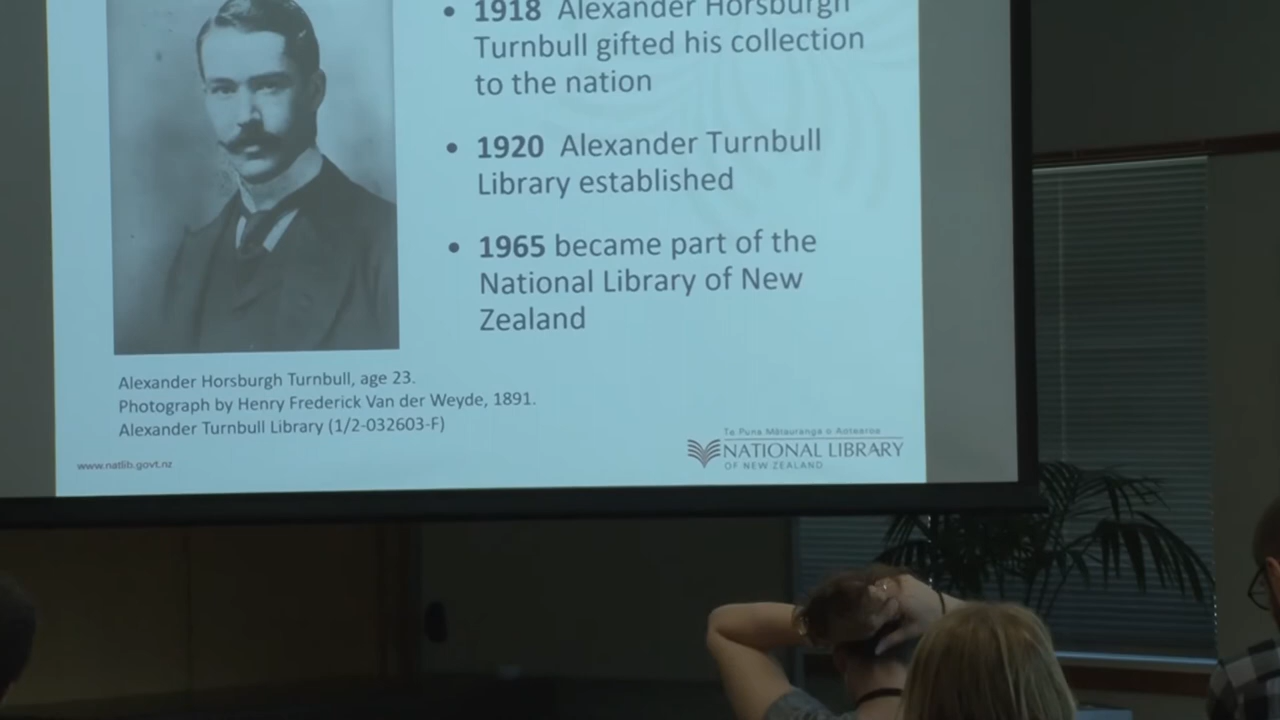 • 1918 Alexander Horsburgh
Turnbull gifted his collection
to the nation
• 1920 Alexander Turnbull
Library established
• 1965 became part of the
National Library of New
Zealand
Alexander Horsburgh Turnbull, age 23.
Photograph by Henry Frederick Van der Weyde, 1891.
Alexander Turnbull Library (1/2-032603-F)
www.natlib.govt.nz
Te Puna Mātauranga o Aotearoa
NATIONAL LIBRARY
OF NEW ZEALAND